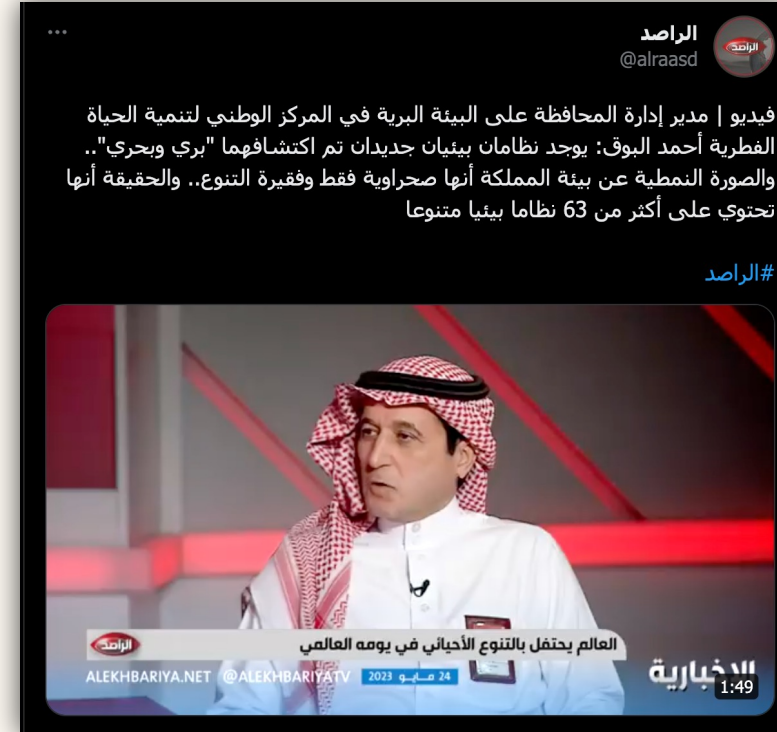 الراصد
@alraasd
الراصد
فيديو | مدير إدارة المحافظة على البيئة البرية في المركز الوطني لتنمية الحياة
الفطرية أحمد البوق: يوجد نظامان بيئيان جديدان تم اكتشافهما "بري وبحري"..
والصورة النمطية عن بيئة المملكة أنها صحراوية فقط وفقيرة التنوع.. والحقيقة أنها
تحتوي على أكثر من 63 نظاما بيئيا متنوعا
#الراصد
العالم يحتفل بالتنوع الأحيائي في يومه العالمي
الراصد
ALEKHBARIYA.NET @ALEKHBARIYATV 24 مايو 2023
الإخبارية
1:49